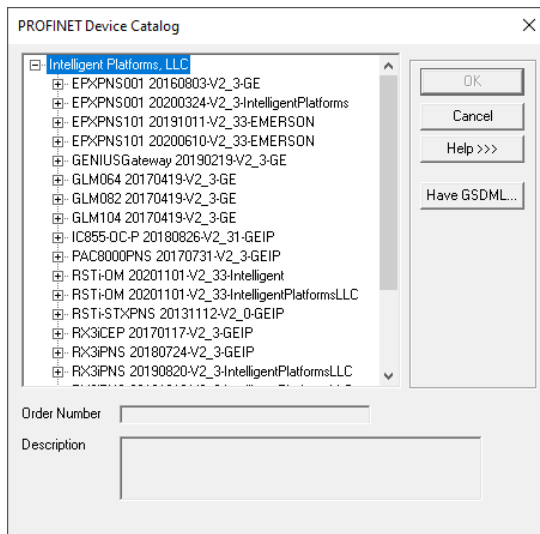 PROFINET Device Catalog
Intelligent Platforms, LLC
EPXPNS001 20160803-V2_3-GE
EPXPNS001 20200324-V2_3-IntelligentPlatforms
EPXPNS101 20191011-V2_33-EMERSON
EPXPNS101 20200610-V2_33-EMERSON
GENIUSGateway 20190219-V2_3-GE
GLM064 20170419-V2_3-GE
GLM082 20170419-V2_3-GE
GLM104 20170419-V2_3-GE
IC855-OC-P 20180826-V2_31-GEIP
PAC8000PNS 20170731-V2_3-GE
RSTi-OM 20201101-V2_33-Intelligent
RSTi-OM 20201101-V2_33-IntelligentPlatformsLLC
RSTi-STXPNS 20131112-V2_0-GEIP
RX3iCEP 20170117-V2_3-GEIP
RX3iPNS 20180724-V2_3-GEIP
RX3iPNS 20190820-V2_3-IntelligentPlatformsLLC
OK
Cancel
Help >>>
Have GSDML...
Order Number
Description